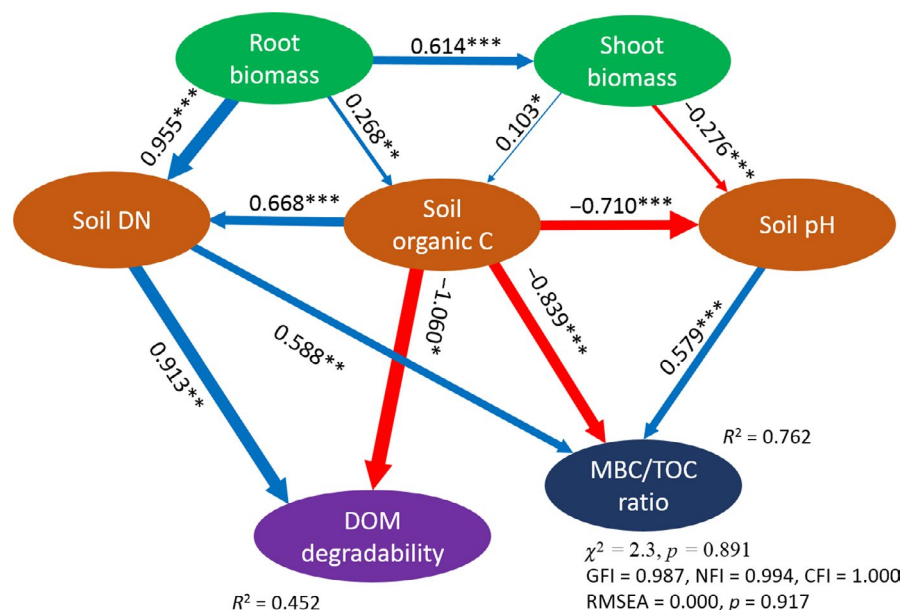 Root
biomass
0.614***
Shoot
biomass
0.955***
0.268**
0.103*
−0.276***
Soil DN
0.668***
Soil
organic C
−0.710***
Soil pH
0.913**
0.588**
−1.060*
−0.839***
0.579***
R² = 0.762
DOM
degradability
MBC/TOC
ratio
χ² = 2.3, p = 0.891
GFI = 0.987, NFI = 0.994, CFI = 1.000
RMSEA = 0.000, p = 0.917
R² = 0.452